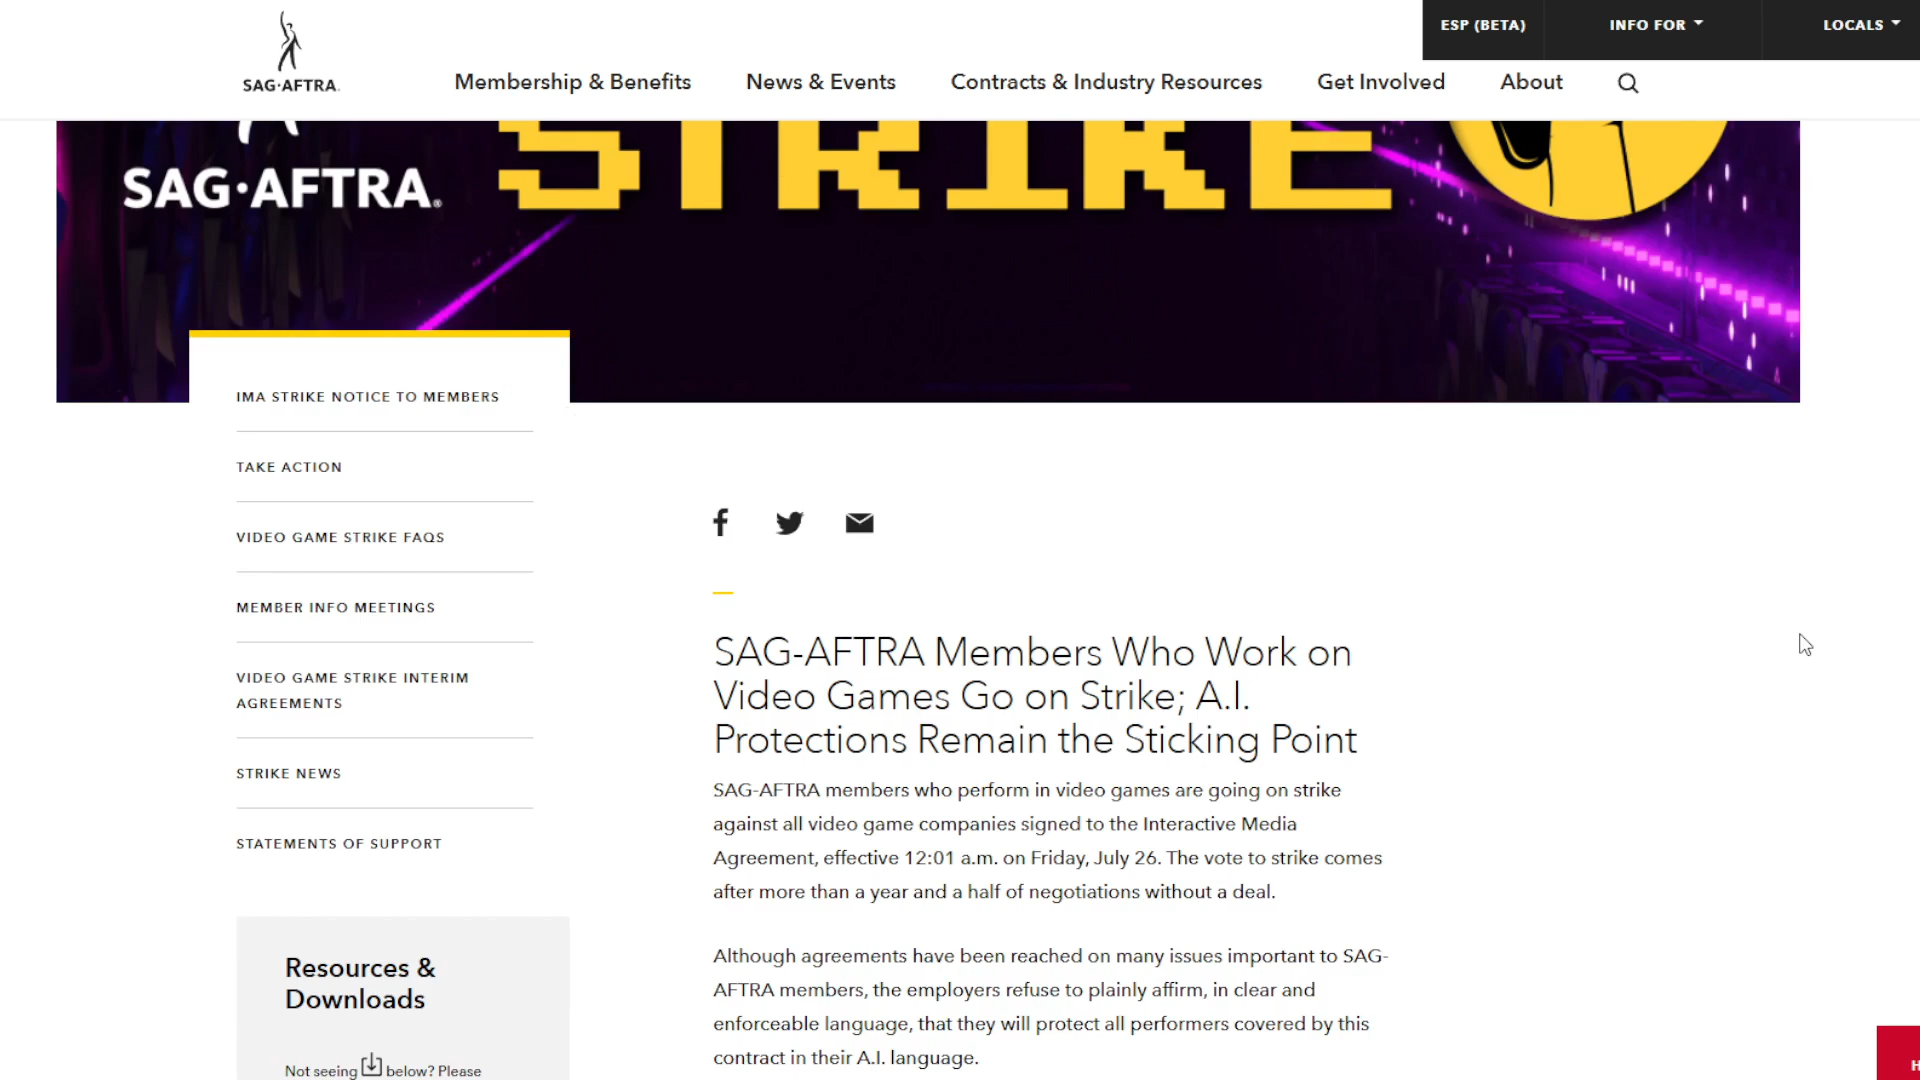 ESP (BETA)
INFO FOR
LOCALS
SAG·AFTRA.
Membership & Benefits
News & Events
Contracts & Industry Resources
Get Involved
About
SAG·AFTRA®
STRIKE
IMA STRIKE NOTICE TO MEMBERS
TAKE ACTION
VIDEO GAME STRIKE FAQS
MEMBER INFO MEETINGS
VIDEO GAME STRIKE INTERIM
AGREEMENTS
STRIKE NEWS
STATEMENTS OF SUPPORT
Resources &
Downloads
Not seeing below? Please
SAG-AFTRA Members Who Work on
Video Games Go on Strike; A.I.
Protections Remain the Sticking Point
SAG-AFTRA members who perform in video games are going on strike
against all video game companies signed to the Interactive Media
Agreement, effective 12:01 a.m. on Friday, July 26. The vote to strike comes
after more than a year and a half of negotiations without a deal.
Although agreements have been reached on many issues important to SAG-
AFTRA members, the employers refuse to plainly affirm, in clear and
enforceable language, that they will protect all performers covered by this
contract in their A.I. language.